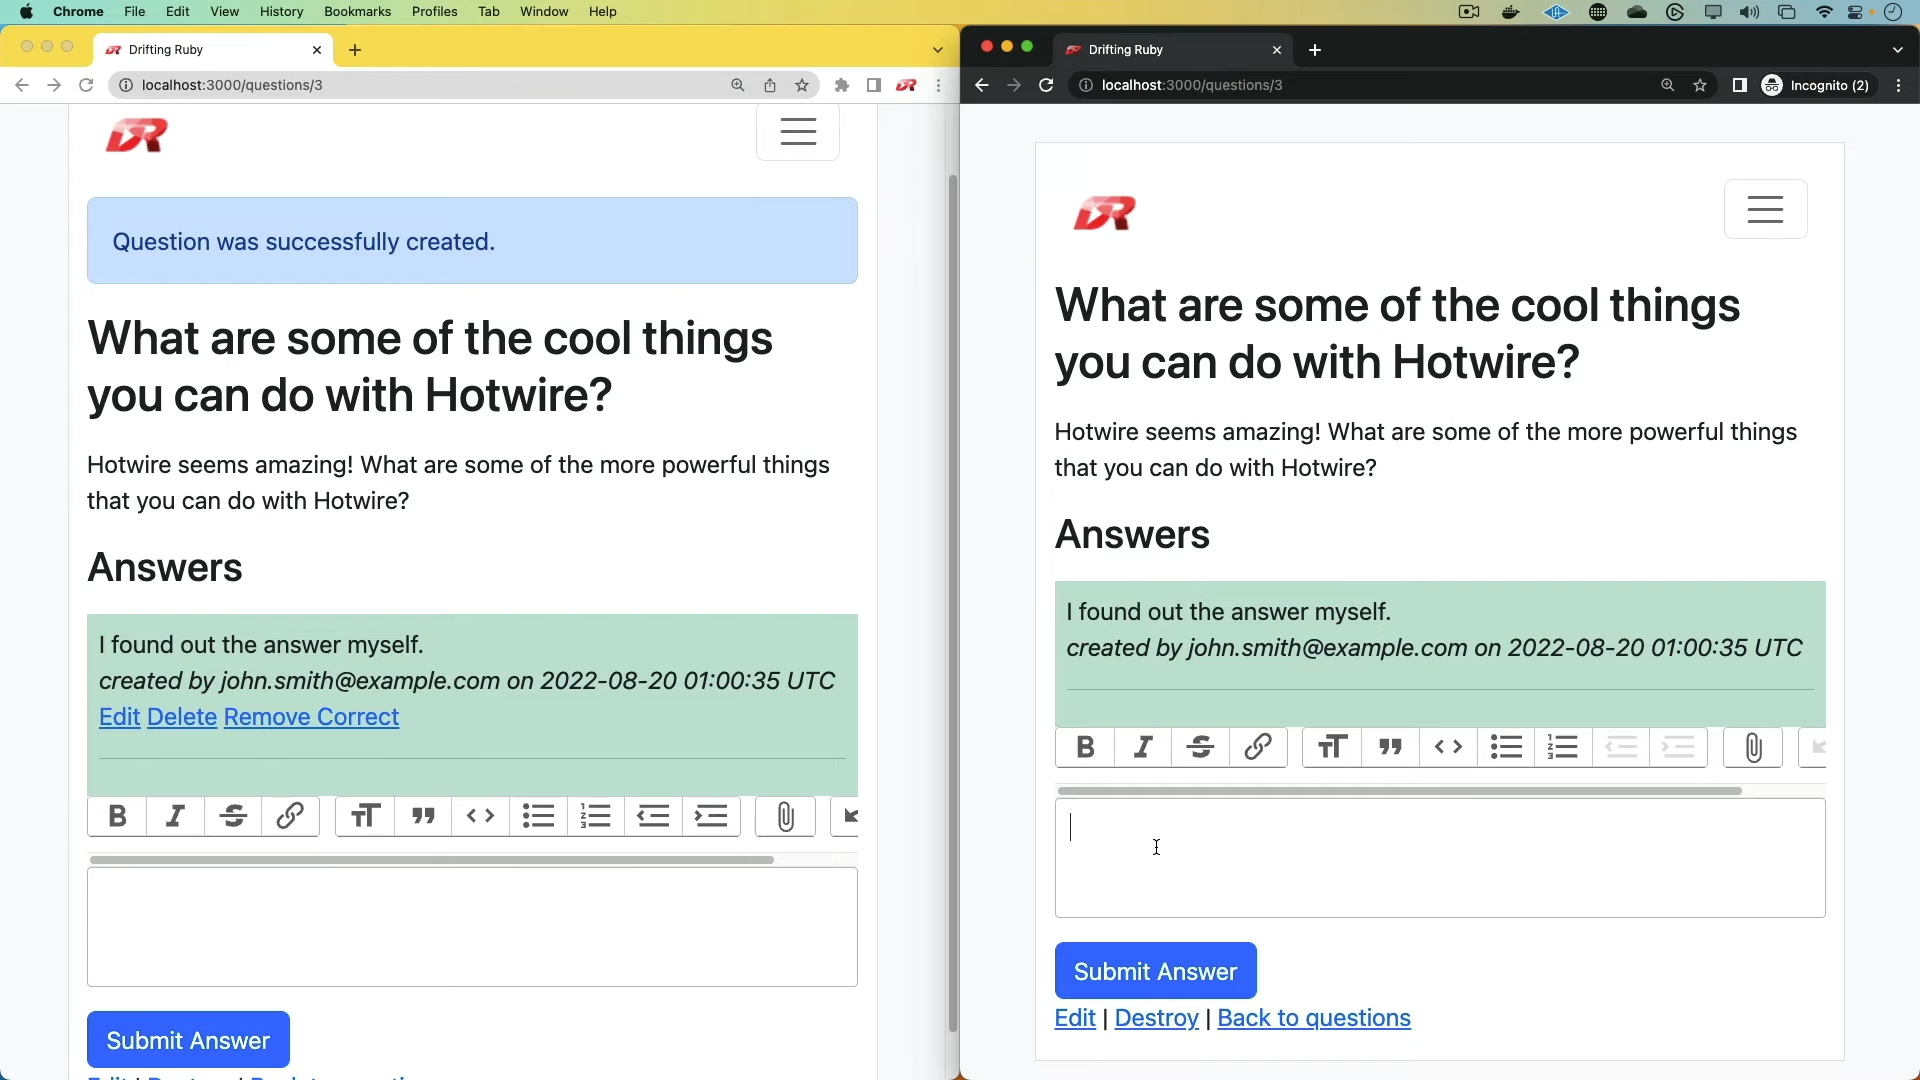 Chrome File Edit View History Bookmarks Profiles Tab Window Help
Drifting Ruby
localhost:3000/questions/3
DR
Question was successfully created.
What are some of the cool things
you can do with Hotwire?
Hotwire seems amazing! What are some of the more powerful things
that you can do with Hotwire?
Answers
I found out the answer myself.
created by john.smith@example.com on 2022-08-20 01:00:35 UTC
Edit Delete Remove Correct
Submit Answer
Drifting Ruby
localhost:3000/questions/3
Incognito (2)
DR
What are some of the cool things
you can do with Hotwire?
Hotwire seems amazing! What are some of the more powerful things
that you can do with Hotwire?
Answers
I found out the answer myself.
created by john.smith@example.com on 2022-08-20 01:00:35 UTC
Submit Answer
Edit | Destroy | Back to questions